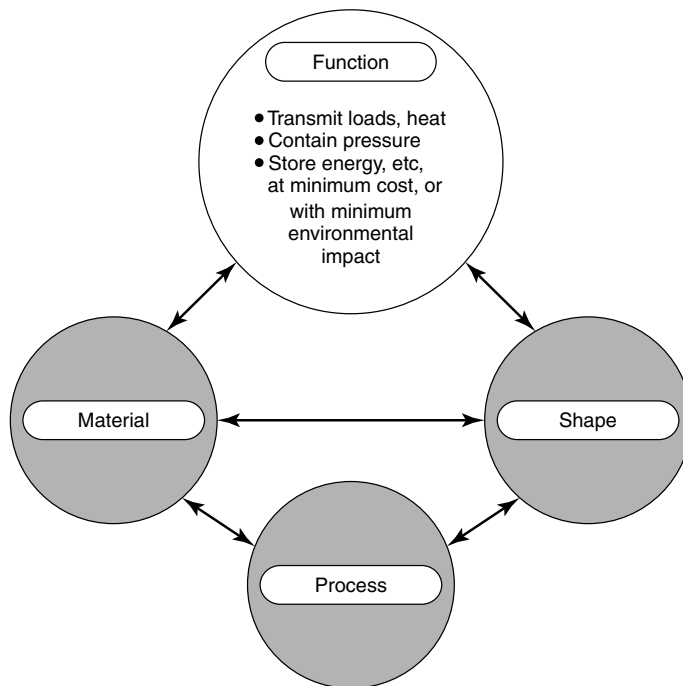 Function
● Transmit loads, heat
● Contain pressure
● Store energy, etc,
at minimum cost, or
with minimum
environmental
impact
Material
Shape
Process